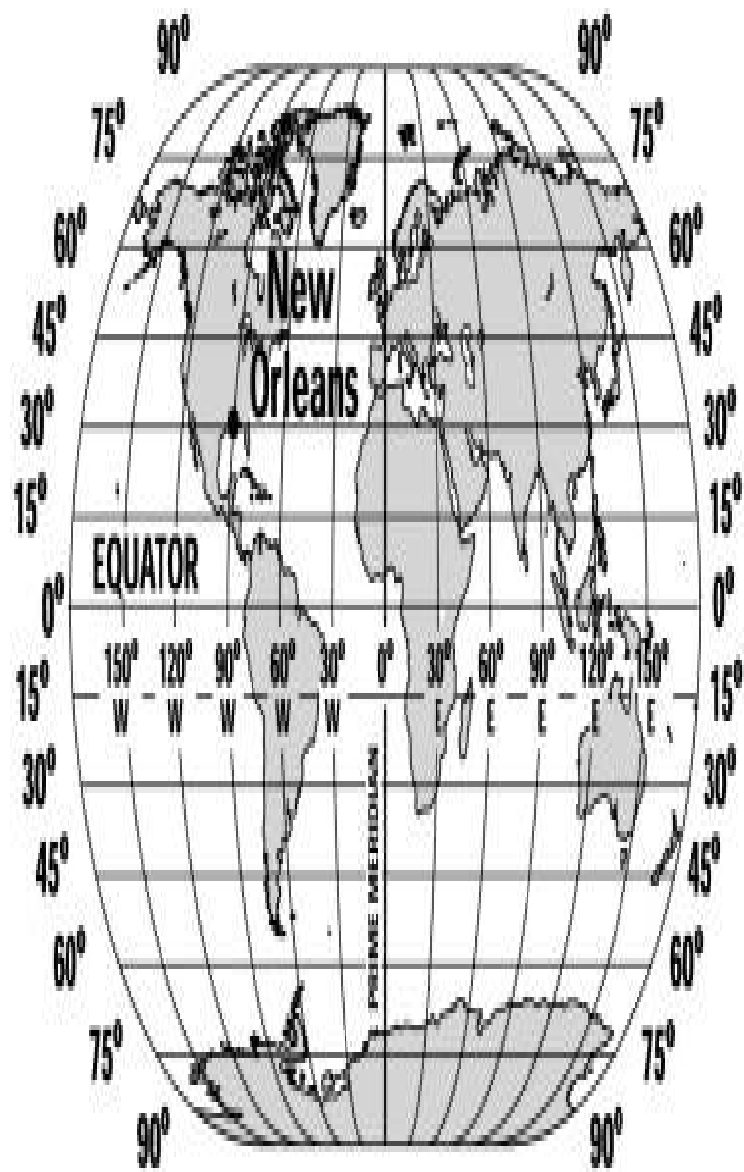 90° 90°
75° 75°
60° 60°
New
45° 45°
Orleans
30° 30°
15° 15°
EQUATOR
0° 0°
150° 120° 90° 60° 30° 0° 30° 60° 90° 120° 150°
15° 15°
W W W W W E E E E E
30° 30°
PRIME MERIDIAN
45° 45°
60° 60°
75° 75°
90° 90°